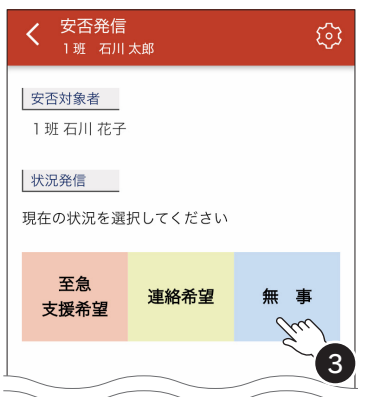 安否発信
1班 石川 太郎
安否対象者
1班 石川 花子
状況発信
現在の状況を選択してください
至急
支援希望
連絡希望
無 事
3